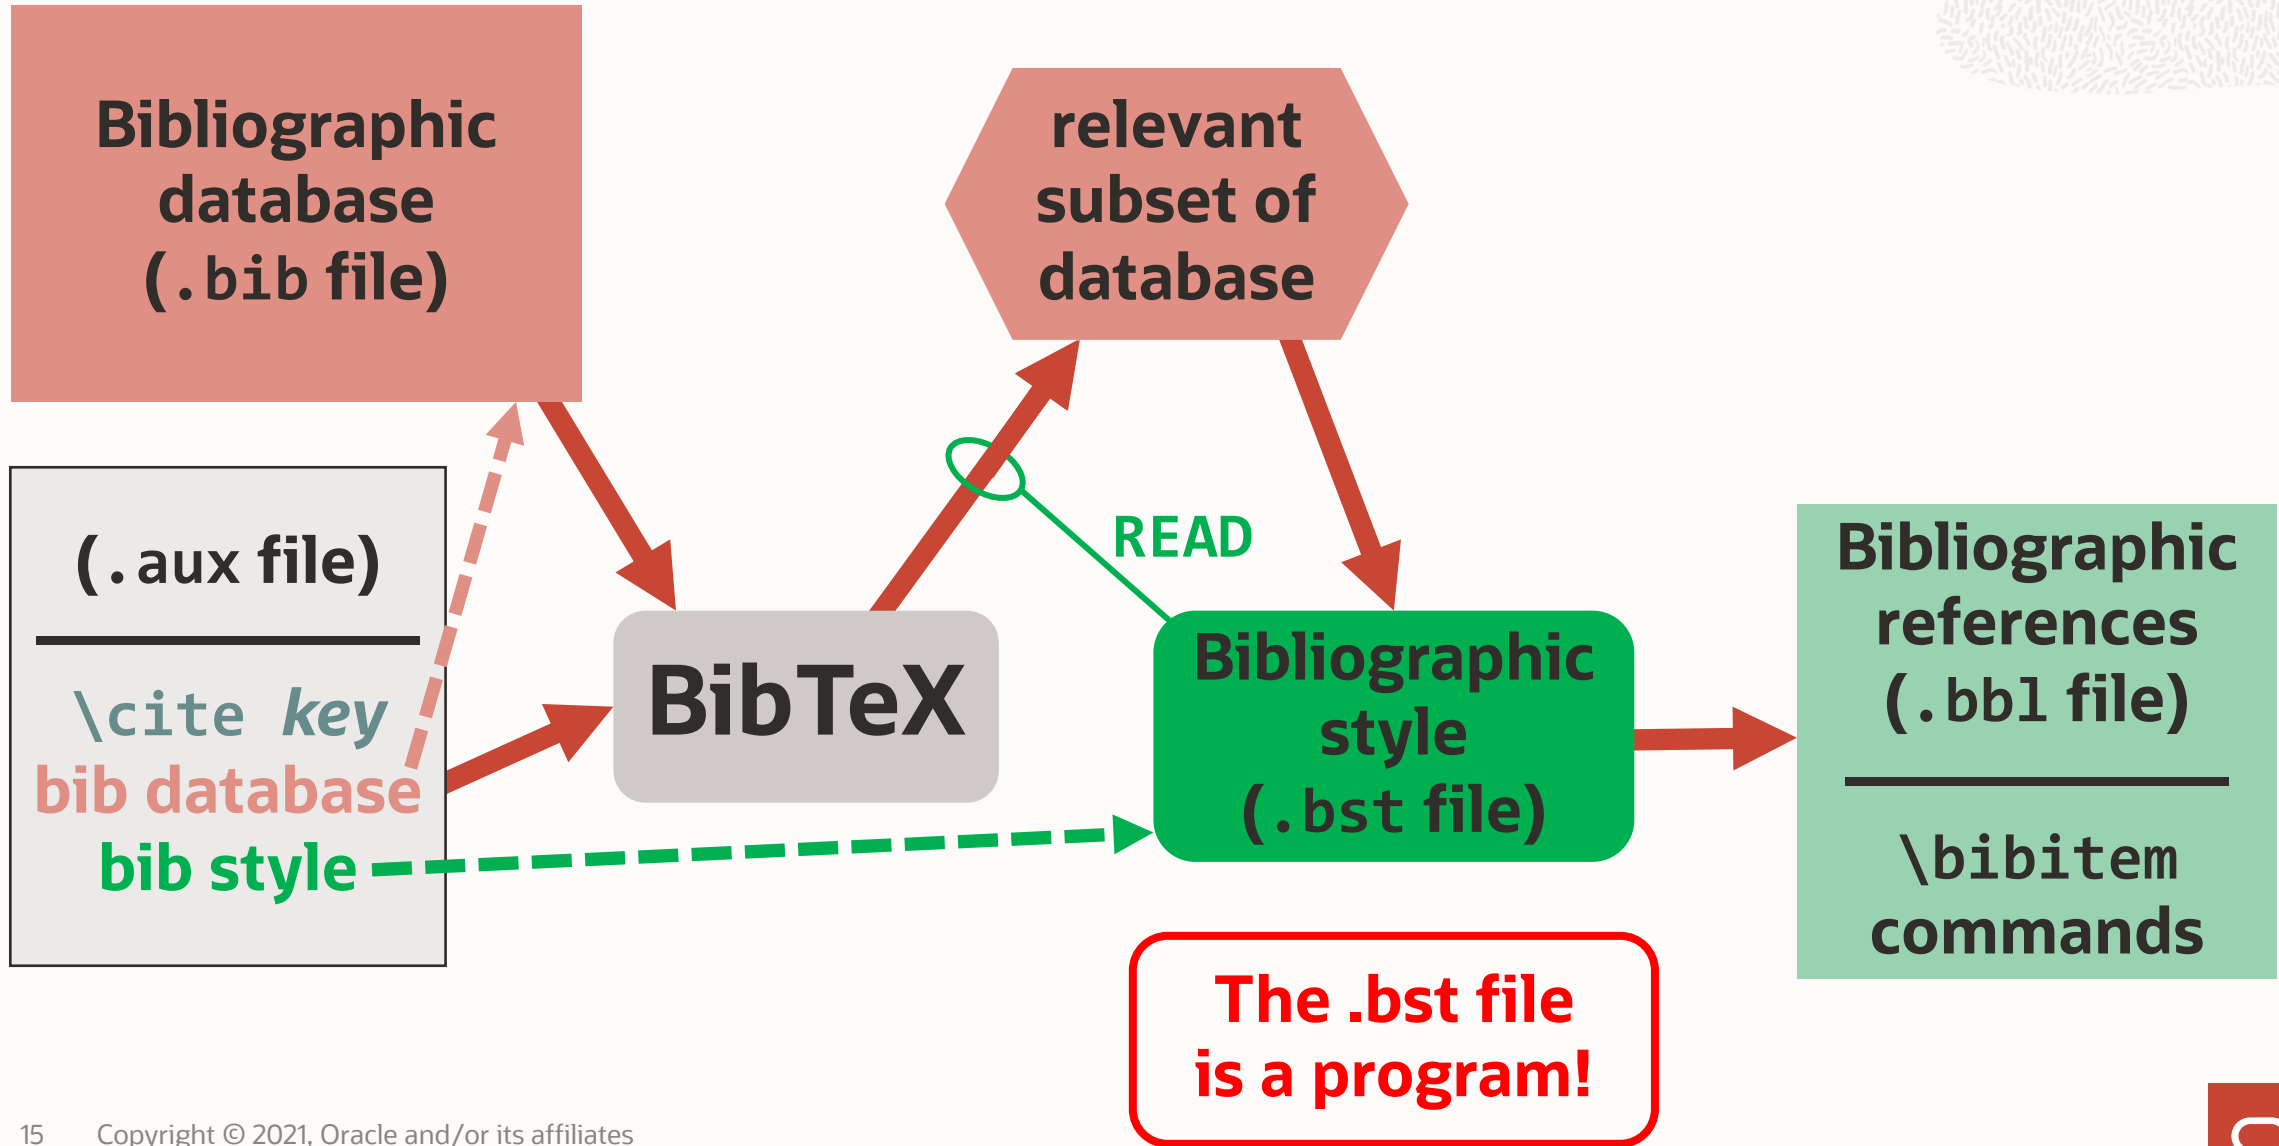 Bibliographic
database
(.bib file)
relevant
subset of
database
(.aux file)
\cite key
bib database
bib style
BibTeX
READ
Bibliographic
style
(.bst file)
Bibliographic
references
(.bbl file)
\bibitem
commands
The .bst file
is a program!
15 Copyright © 2021, Oracle and/or its affiliates